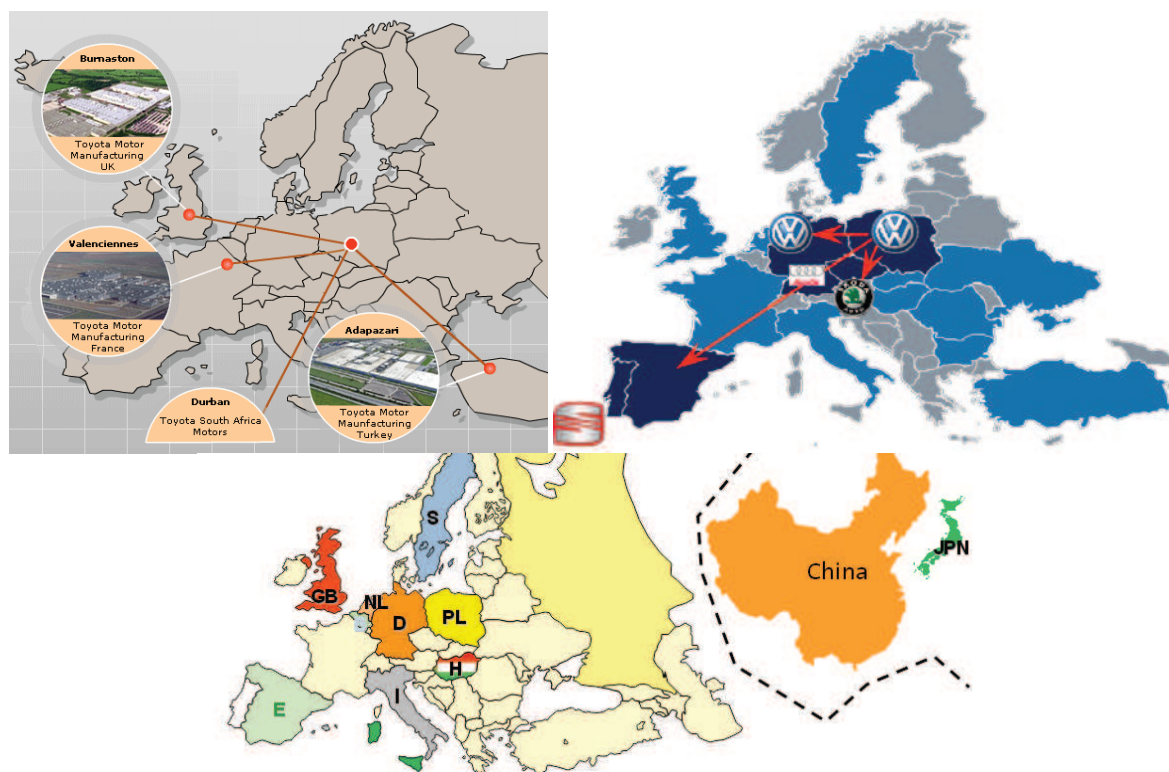 Burnaston
Toyota Motor
Manufacturing
UK
Valenciennes
Toyota Motor
Manufacturing
France
Adapazari
Toyota Motor
Maunfacturing
Turkey
Durban
Toyota South Africa
Motors
S
GB
NL
D
PL
H
I
E
China
JPN